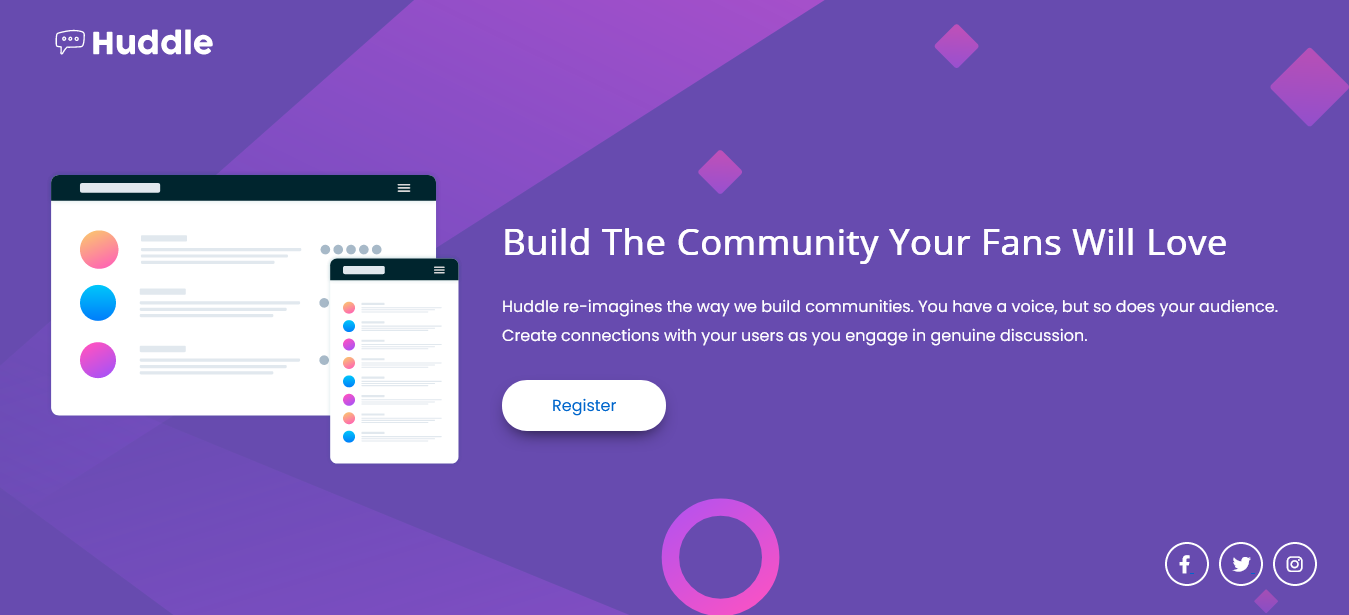 Huddle
Build The Community Your Fans Will Love
Huddle re-imagines the way we build communities. You have a voice, but so does your audience.
Create connections with your users as you engage in genuine discussion.
Register